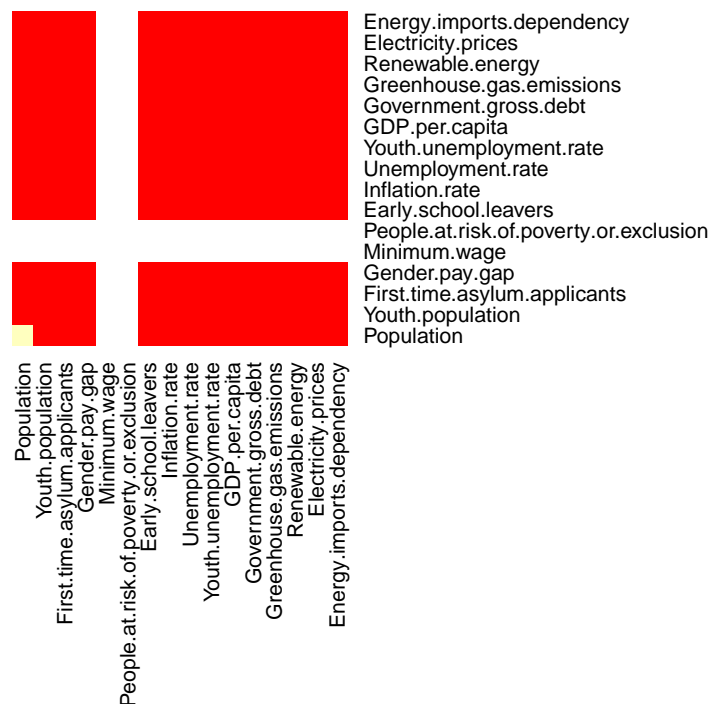 Energy.imports.dependency
Electricity.prices
Renewable.energy
Greenhouse.gas.emissions
Government.gross.debt
GDP.per.capita
Youth.unemployment.rate
Unemployment.rate
Inflation.rate
Early.school.leavers
People.at.risk.of.poverty.or.exclusion
Minimum.wage
Gender.pay.gap
First.time.asylum.applicants
Youth.population
Population
Population
Youth.population
First.time.asylum.applicants
Gender.pay.gap
Minimum.wage
People.at.risk.of.poverty.or.exclusion
Early.school.leavers
Inflation.rate
Unemployment.rate
Youth.unemployment.rate
GDP.per.capita
Government.gross.debt
Greenhouse.gas.emissions
Renewable.energy
Electricity.prices
Energy.imports.dependency